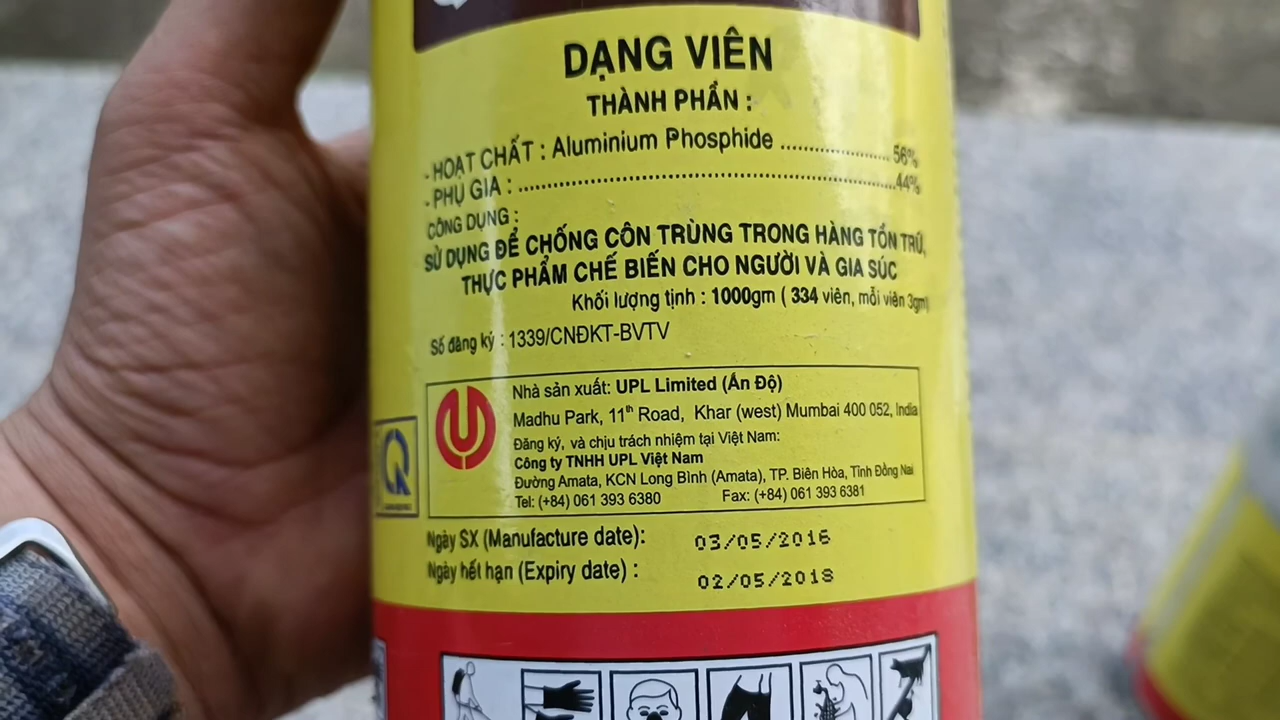 DẠNG VIÊN
THÀNH PHẦN :
- HOẠT CHẤT : Aluminium Phosphide .................... 56%
- PHỤ GIA : ............................................................44%
CÔNG DỤNG :
SỬ DỤNG ĐỂ CHỐNG CÔN TRÙNG TRONG HÀNG TỒN TRỮ,
THỰC PHẨM CHẾ BIẾN CHO NGƯỜI VÀ GIA SÚC
Khối lượng tịnh : 1000gm ( 334 viên, mỗi viên 3gm)
Số đăng ký : 1339/CNĐKT-BVTV
Nhà sản xuất: UPL Limited (Ấn Độ)
Madhu Park, 11th Road, Khar (west) Mumbai 400 052, India
Đăng ký, và chịu trách nhiệm tại Việt Nam:
Công ty TNHH UPL Việt Nam
Đường Amata, KCN Long Bình (Amata), TP. Biên Hòa, Tỉnh Đồng Nai
Tel: (+84) 061 393 6380 Fax: (+84) 061 393 6381
Ngày SX (Manufacture date): 03/05/2016
Ngày hết hạn (Expiry date) : 02/05/2018